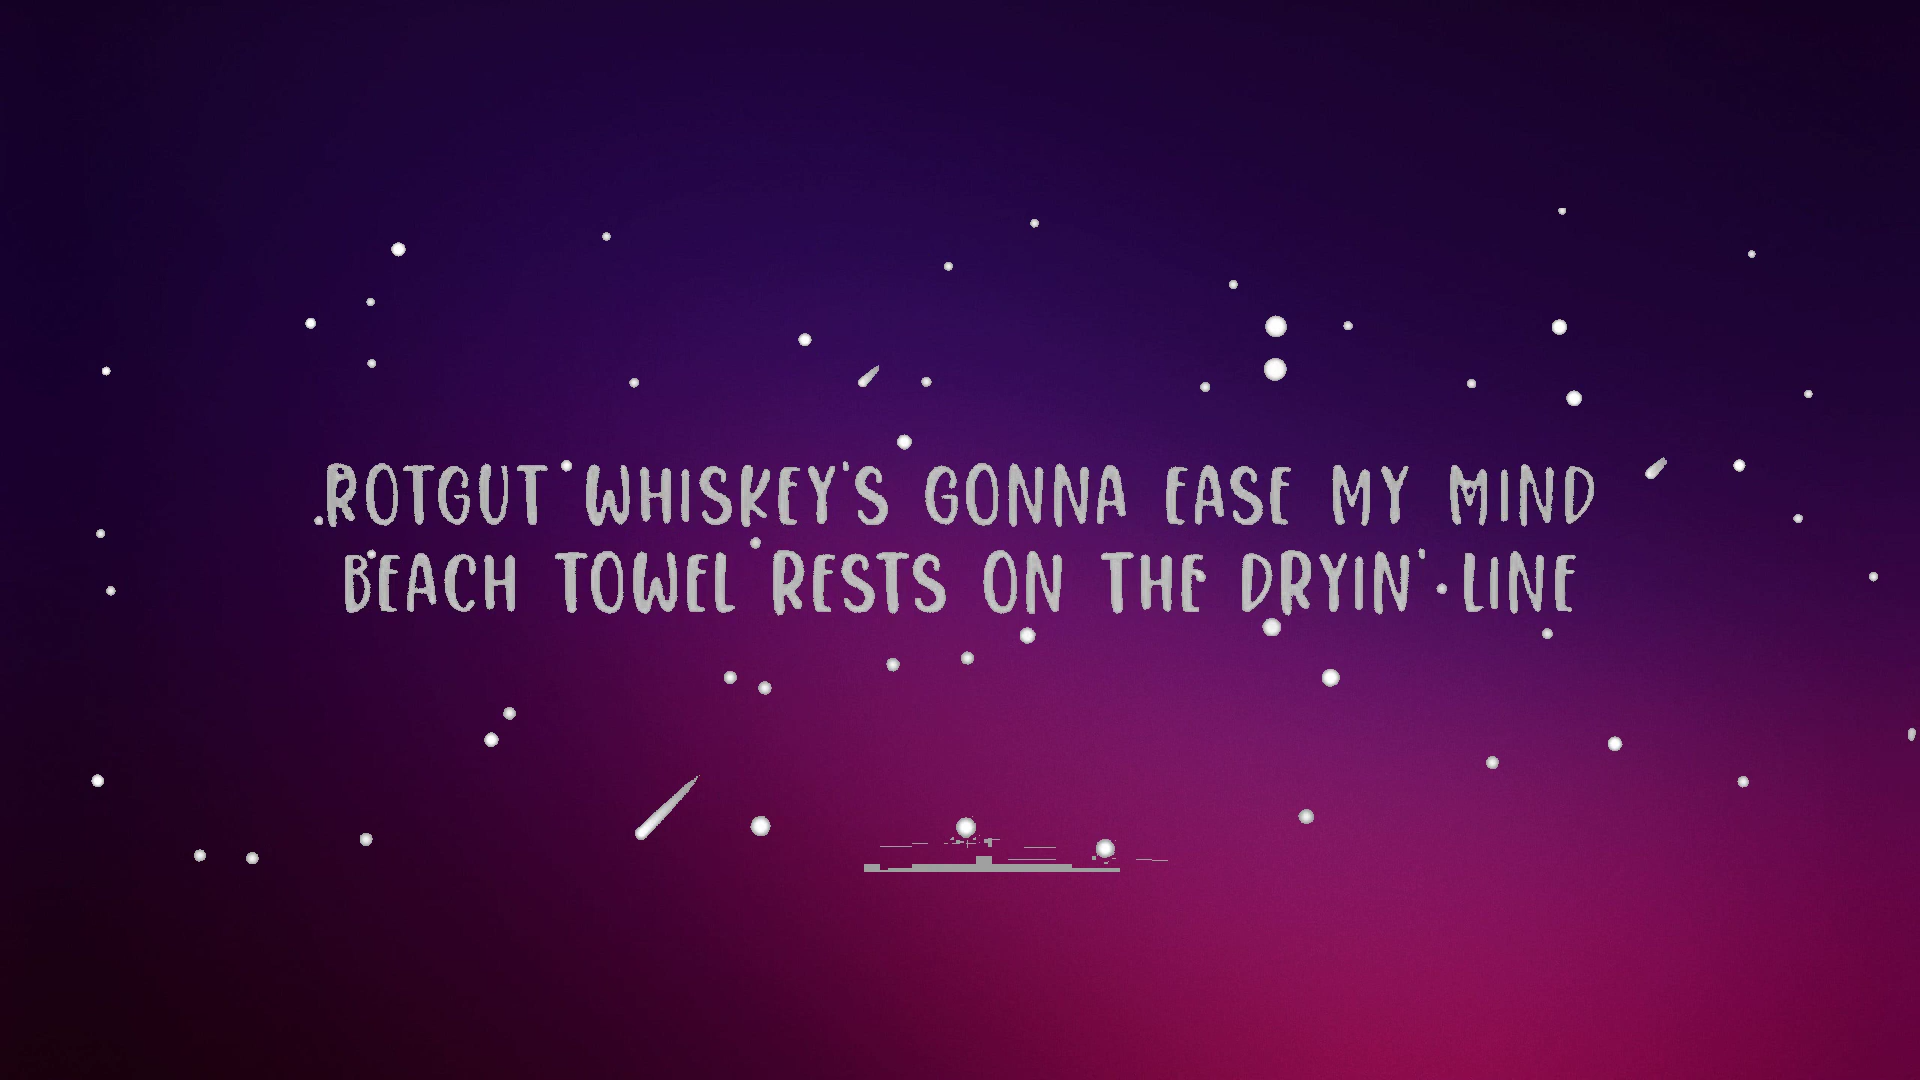 ROTGUT WHISKEY'S GONNA EASE MY MIND
BEACH TOWEL RESTS ON THE DRYIN' LINE